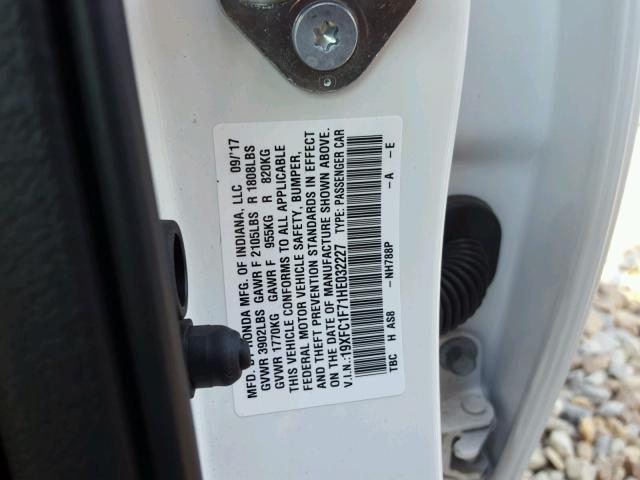 MFD. BY HONDA MFG. OF INDIANA, LLC 09/17
GVWR 3902LBS GAWR F 2105LBS R 1808LBS
GVWR 1770KG GAWR F 955KG R 820KG
THIS VEHICLE CONFORMS TO ALL APPLICABLE
FEDERAL MOTOR VEHICLE SAFETY, BUMPER,
AND THEFT PREVENTION STANDARDS IN EFFECT
ON THE DATE OF MANUFACTURE SHOWN ABOVE.
V.I.N.:19XFC1F71HE032227 TYPE: PASSENGER CAR
TBC H AS8 -NH788P -A -E